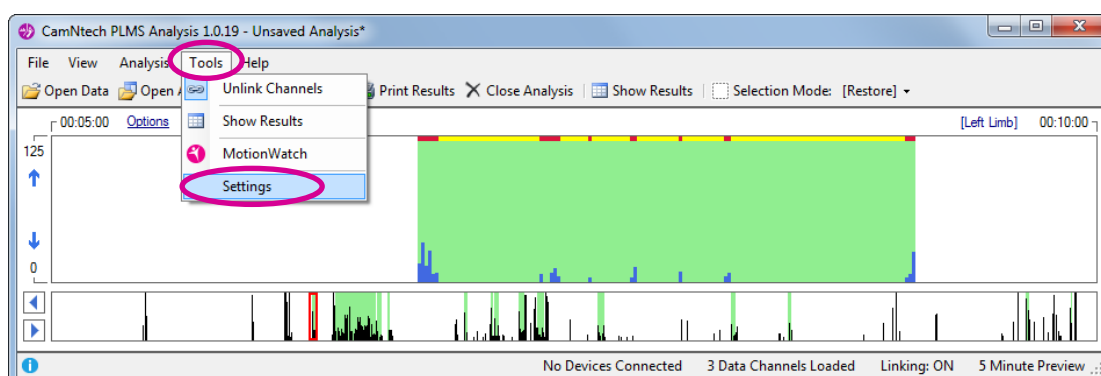 CamNtech PLMS Analysis 1.0.19 - Unsaved Analysis*
File View Analysis Tools Help
Open Data Open Print Results Close Analysis Show Results Selection Mode: [Restore]
Unlink Channels
Show Results
MotionWatch
Settings
00:05:00 Options [Left Limb] 00:10:00
125
0
No Devices Connected 3 Data Channels Loaded Linking: ON 5 Minute Preview